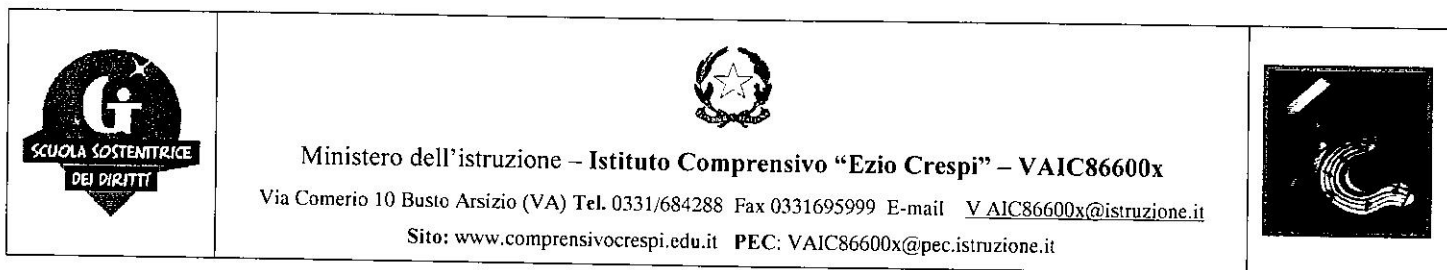 SCUOLA SOSTENITRICE
DEI DIRITTI
Ministero dell'istruzione – Istituto Comprensivo "Ezio Crespi" – VAIC86600x
Via Comerio 10 Busto Arsizio (VA) Tel. 0331/684288 Fax 0331695999 E-mail V AIC86600x@istruzione.it
Sito: www.comprensivocrespi.edu.it PEC: VAIC86600x@pec.istruzione.it